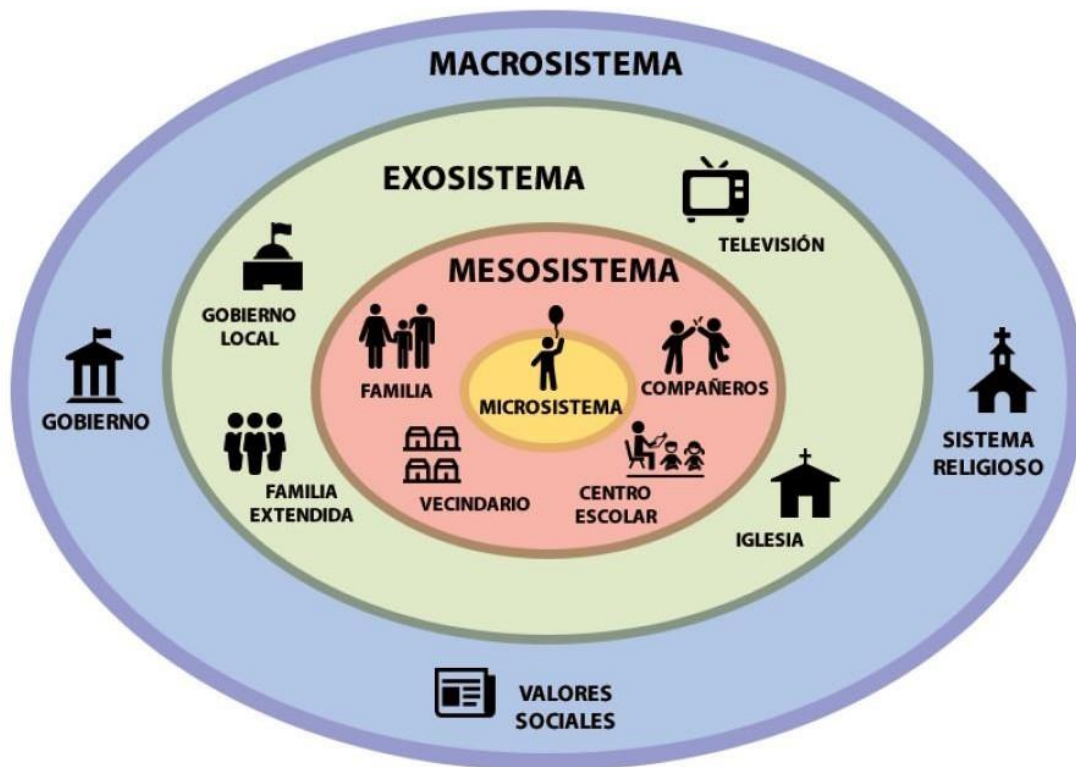 MACROSISTEMA
EXOSISTEMA
TELEVISIÓN
MESOSISTEMA
GOBIERNO
LOCAL
FAMILIA
MICROSISTEMA
COMPAÑEROS
GOBIERNO
SISTEMA
RELIGIOSO
FAMILIA
EXTENDIDA
VECINDARIO
CENTRO
ESCOLAR
IGLESIA
VALORES
SOCIALES